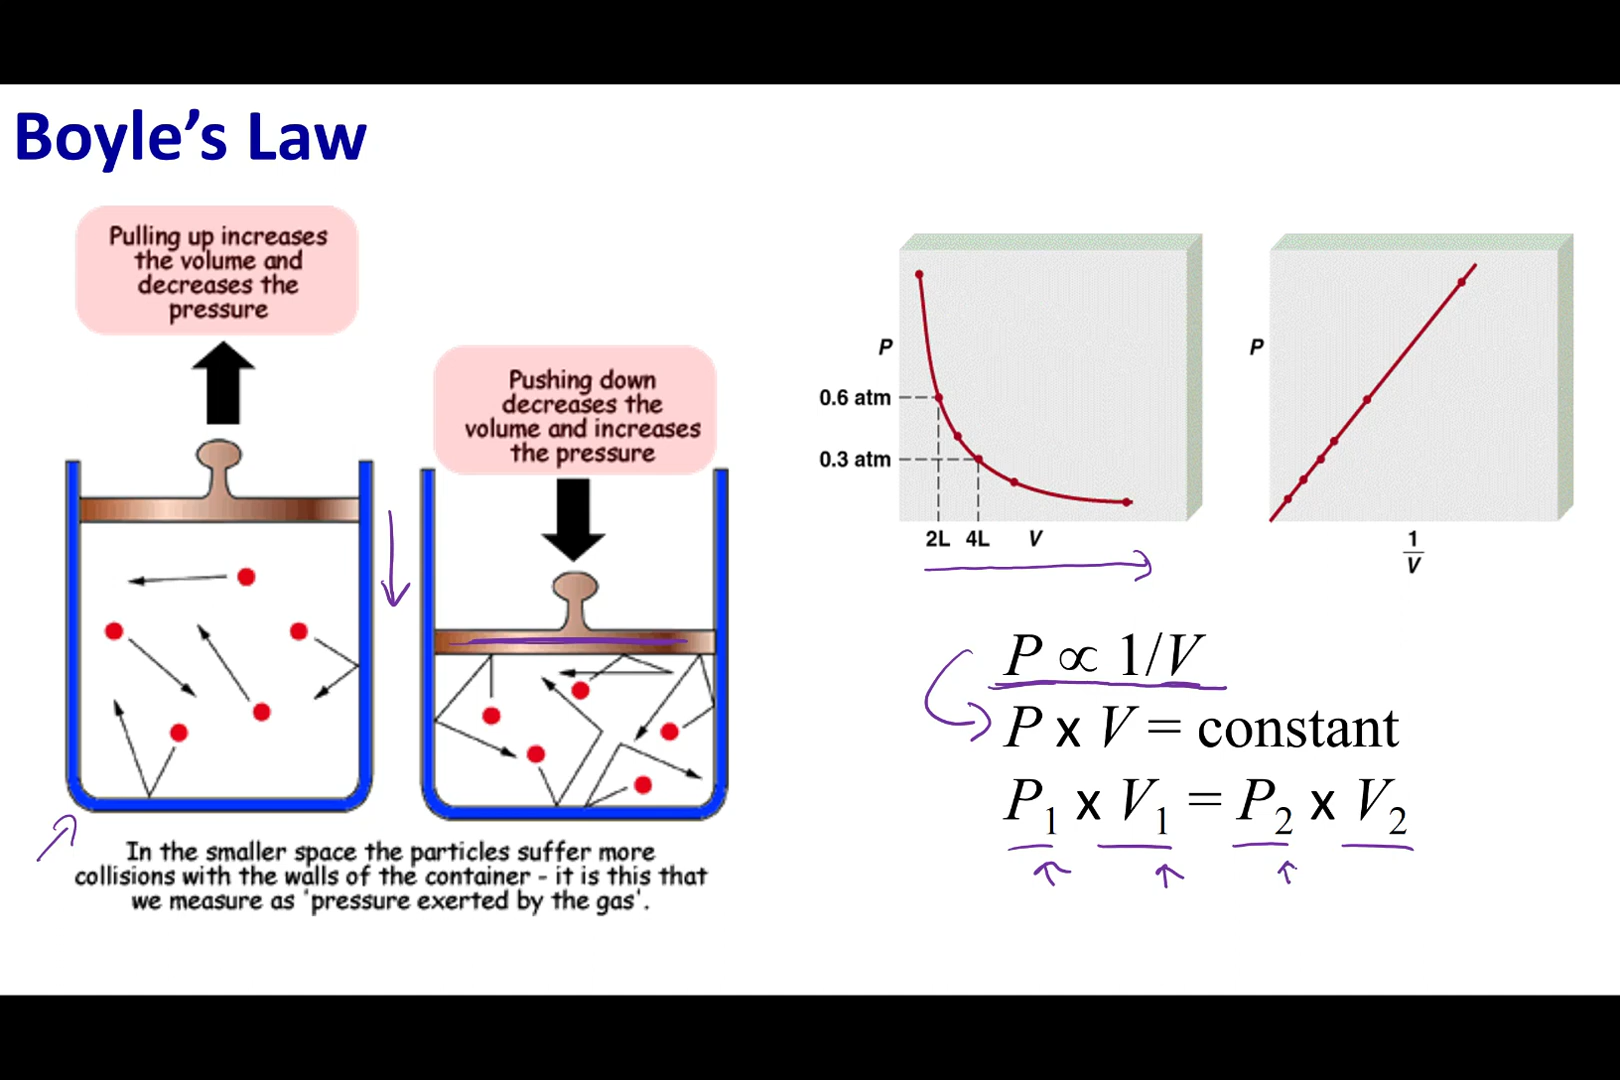 Boyle’s Law
Pulling up increases
the volume and
decreases the
pressure
Pushing down
decreases the
volume and increases
the pressure
In the smaller space the particles suffer more
collisions with the walls of the container - it is this that
we measure as 'pressure exerted by the gas'.
P
0.6 atm
0.3 atm
2L 4L V
P
1
V
P ∝ 1/V
P x V = constant
P₁ x V₁ = P₂ x V₂